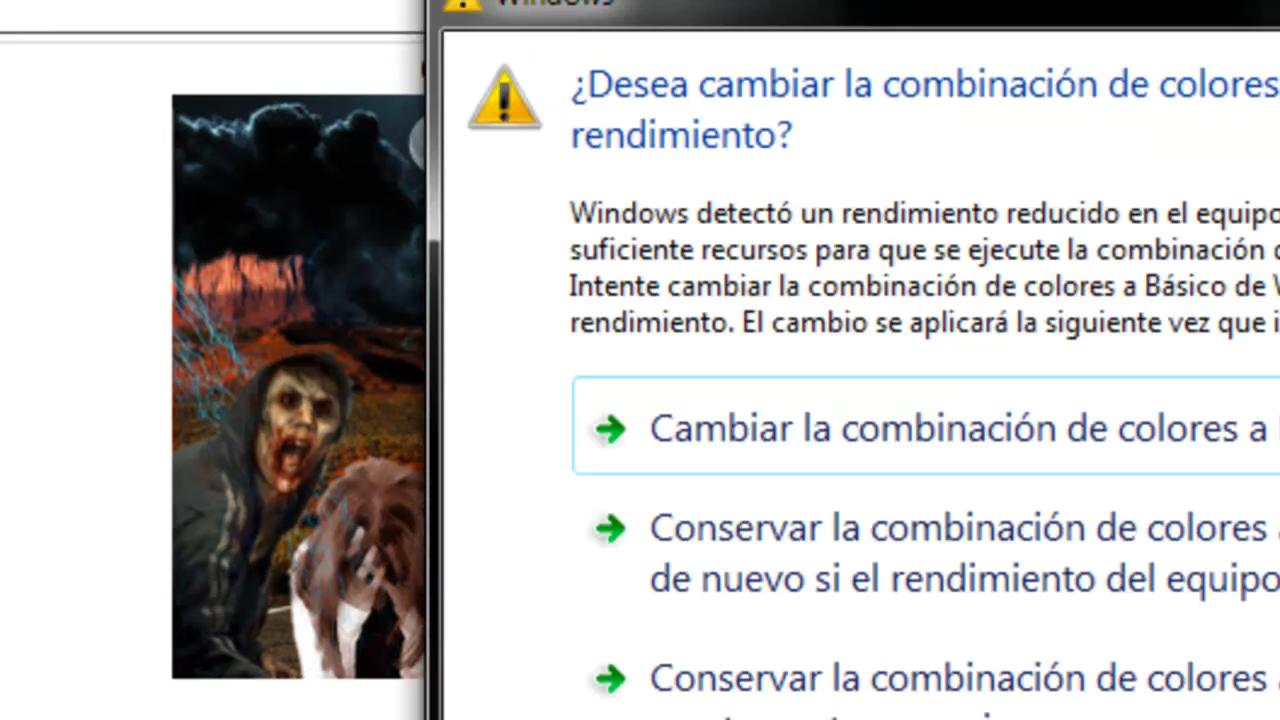 Windows
¿Desea cambiar la combinación de colores
rendimiento?
Windows detectó un rendimiento reducido en el equipo
suficiente recursos para que se ejecute la combinación
Intente cambiar la combinación de colores a Básico de
rendimiento. El cambio se aplicará la siguiente vez que
Cambiar la combinación de colores a
Conservar la combinación de colores
de nuevo si el rendimiento del equipo
Conservar la combinación de colores